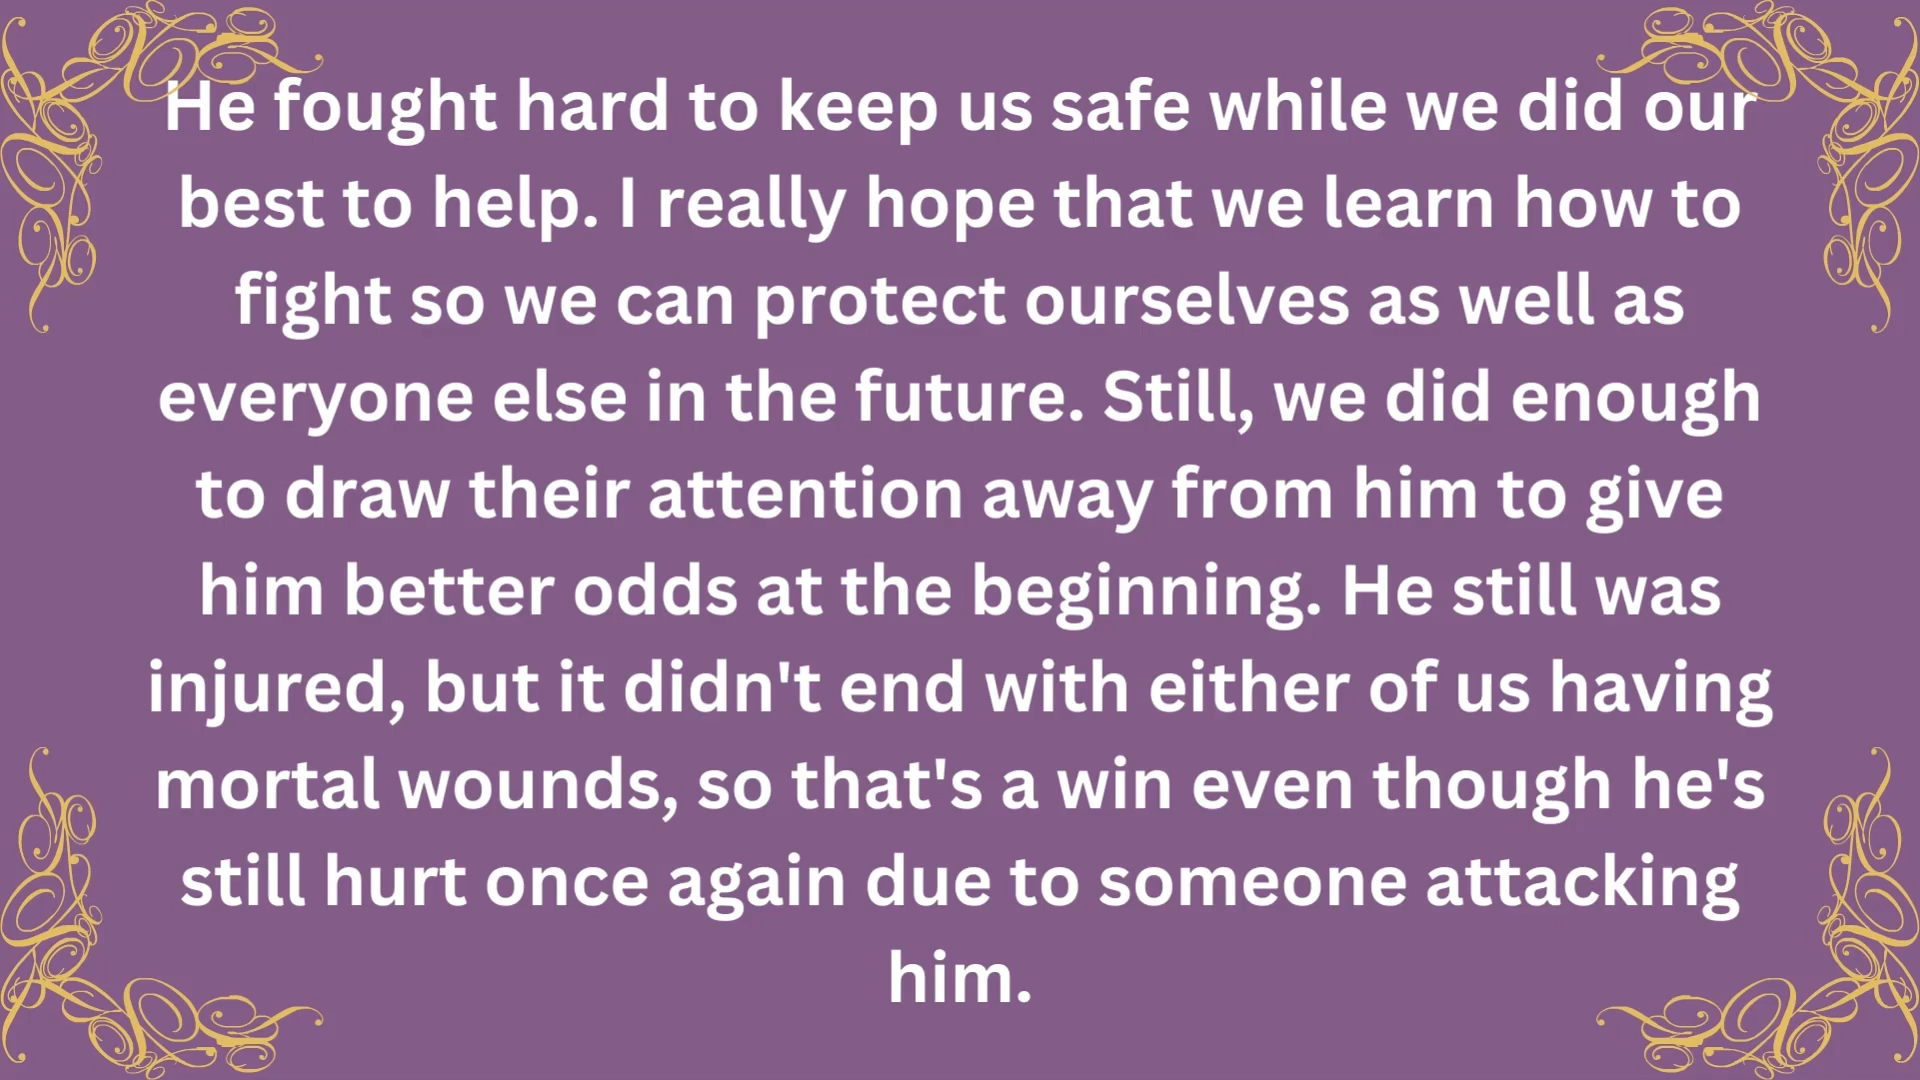 He fought hard to keep us safe while we did our
best to help. I really hope that we learn how to
fight so we can protect ourselves as well as
everyone else in the future. Still, we did enough
to draw their attention away from him to give
him better odds at the beginning. He still was
injured, but it didn't end with either of us having
mortal wounds, so that's a win even though he's
still hurt once again due to someone attacking
him.